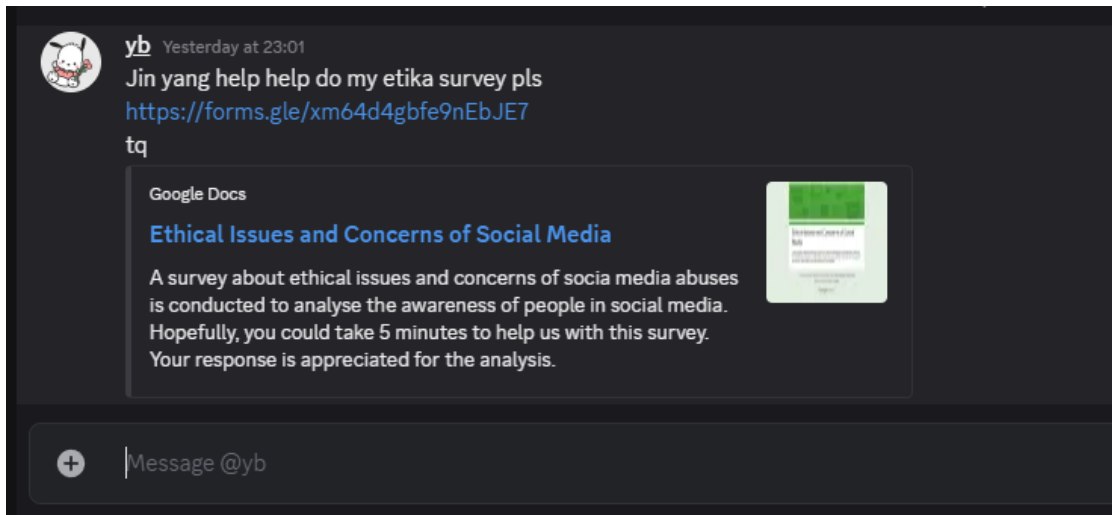 yb Yesterday at 23:01
Jin yang help help do my etika survey pls
https://forms.gle/xm64d4gbfe9nEbJE7
tq
Google Docs
Ethical Issues and Concerns of Social Media
A survey about ethical issues and concerns of socia media abuses
is conducted to analyse the awareness of people in social media.
Hopefully, you could take 5 minutes to help us with this survey.
Your response is appreciated for the analysis.
Message @yb